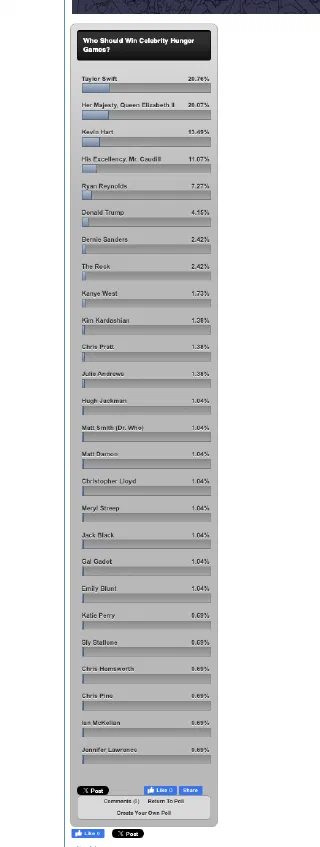 Who Should Win Celebrity Hunger
Games?
Taylor Swift 20.76%
Her Majesty, Queen Elizabeth II 20.07%
Kevin Hart 13.49%
His Excellency, Mr. Caudill 11.07%
Ryan Reynolds 7.27%
Donald Trump 4.15%
Bernie Sanders 2.42%
The Rock 2.42%
Kanye West 1.73%
Kim Kardashian 1.38%
Chris Pratt 1.38%
Julie Andrews 1.38%
Hugh Jackman 1.04%
Matt Smith (Dr. Who) 1.04%
Matt Damon 1.04%
Christopher Lloyd 1.04%
Meryl Streep 1.04%
Jack Black 1.04%
Gal Gadot 1.04%
Emily Blunt 1.04%
Katie Perry 0.69%
Sly Stallone 0.69%
Chris Hemsworth 0.69%
Chris Pine 0.69%
Ian McKellan 0.69%
Jennifer Lawrence 0.69%
X Post Like 0 Share
Comments Return To Poll
Create Your Own Poll
Like X Post